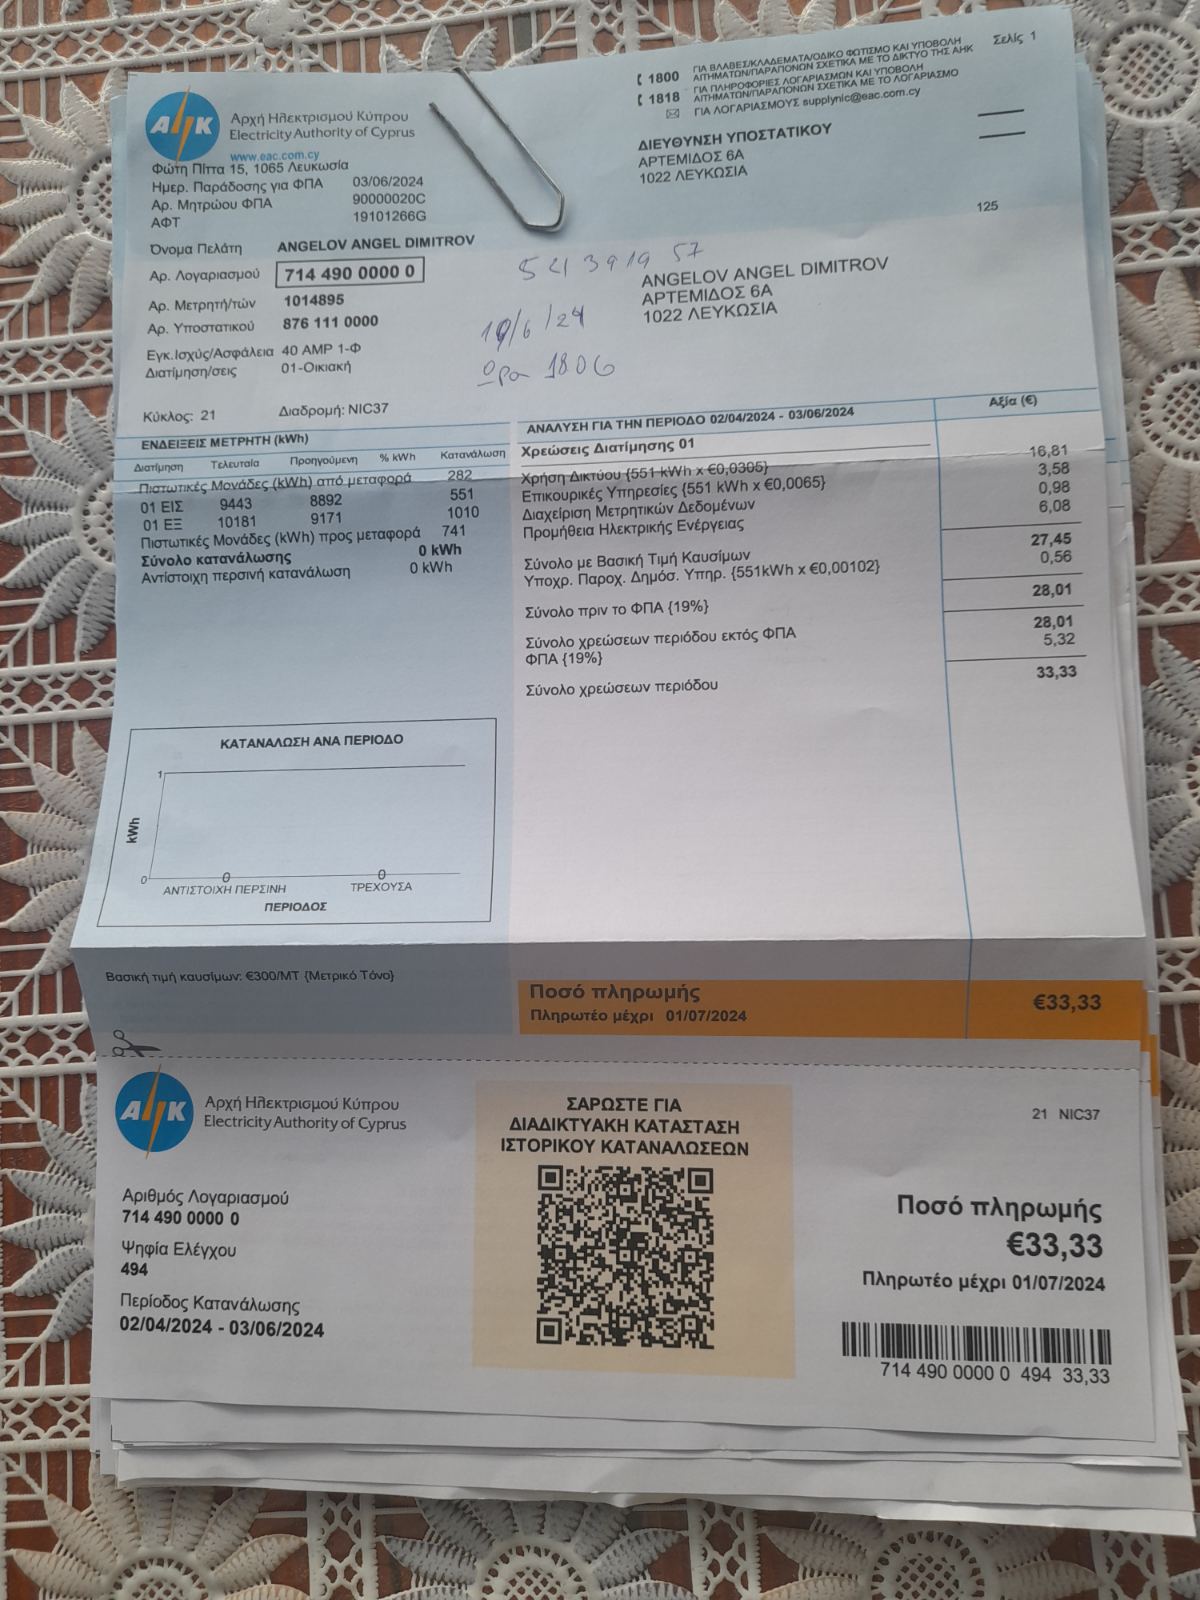 Σελίς 1
1800 ΓΙΑ ΒΛΑΒΕΣ/ΚΛΑΔΕΜΑΤΑ/ΟΔΙΚΟ ΦΩΤΙΣΜΟ ΚΑΙ ΥΠΟΒΟΛΗ
ΑΙΤΗΜΑΤΩΝ/ΠΑΡΑΠΟΝΩΝ ΣΧΕΤΙΚΑ ΜΕ ΤΟ ΔΙΚΤΥΟ ΤΗΣ ΑΗΚ
1818 ΓΙΑ ΠΛΗΡΟΦΟΡΙΕΣ ΛΟΓΑΡΙΑΣΜΩΝ ΚΑΙ ΥΠΟΒΟΛΗ
ΑΙΤΗΜΑΤΩΝ/ΠΑΡΑΠΟΝΩΝ ΣΧΕΤΙΚΑ ΜΕ ΤΟ ΛΟΓΑΡΙΑΣΜΟ
ΓΙΑ ΛΟΓΑΡΙΑΣΜΟΥΣ supplynic@eac.com.cy
ΑΗΚ
Αρχή Ηλεκτρισμού Κύπρου
Electricity Authority of Cyprus
www.eac.com.cy
Φώτη Πίττα 15, 1065 Λευκωσία
Ημερ. Παράδοσης για ΦΠΑ 03/06/2024
Αρ. Μητρώου ΦΠΑ 90000020C
ΑΦΤ 19101266G
ΔΙΕΥΘΥΝΣΗ ΥΠΟΣΤΑΤΙΚΟΥ
ΑΡΤΕΜΙΔΟΣ 6Α
1022 ΛΕΥΚΩΣΙΑ
125
Όνομα Πελάτη ANGELOV ANGEL DIMITROV
Αρ. Λογαριασμού 714 490 0000 0
Αρ. Μετρητή/τών 1014895
Αρ. Υποστατικού 876 111 0000
Εγκ.Ισχύς/Ασφάλεια 40 AMP 1-Φ
Διατίμηση/σεις 01-Οικιακή
Κύκλος: 21 Διαδρομή: NIC37
521391957
/6/24
ωρα 1806
ANGELOV ANGEL DIMITROV
ΑΡΤΕΜΙΔΟΣ 6Α
1022 ΛΕΥΚΩΣΙΑ
ΕΝΔΕΙΞΕΙΣ ΜΕΤΡΗΤΗ (kWh)
Διατίμηση Τελευταία Προηγούμενη % kWh Κατανάλωση
Πιστωτικές Μονάδες (kWh) από μεταφορά 282
01 ΕΙΣ 9443 8892 551
01 ΕΞ 10181 9171 1010
Πιστωτικές Μονάδες (kWh) προς μεταφορά 741
Σύνολο κατανάλωσης 0 kWh
Αντίστοιχη περσινή κατανάλωση 0 kWh
ΑΝΑΛΥΣΗ ΓΙΑ ΤΗΝ ΠΕΡΙΟΔΟ 02/04/2024 - 03/06/2024 Αξία (€)
Χρεώσεις Διατίμησης 01
Χρήση Δικτύου {551 kWh x €0,0305} 16,81
Επικουρικές Υπηρεσίες {551 kWh x €0,0065} 3,58
Διαχείριση Μετρητικών Δεδομένων 0,98
Προμήθεια Ηλεκτρικής Ενέργειας 6,08
Σύνολο με Βασική Τιμή Καυσίμων 27,45
Υποχρ. Παροχ. Δημόσ. Υπηρ. {551kWh x €0,00102} 0,56
Σύνολο πριν το ΦΠΑ {19%} 28,01
Σύνολο χρεώσεων περιόδου εκτός ΦΠΑ 28,01
ΦΠΑ {19%} 5,32
Σύνολο χρεώσεων περιόδου 33,33
ΚΑΤΑΝΑΛΩΣΗ ΑΝΑ ΠΕΡΙΟΔΟ
1
kWh
0
0 0
ΑΝΤΙΣΤΟΙΧΗ ΠΕΡΣΙΝΗ ΤΡΕΧΟΥΣΑ
ΠΕΡΙΟΔΟΣ
Βασική τιμή καυσίμων: €300/ΜΤ {Μετρικό Τόνο}
Ποσό πληρωμής €33,33
Πληρωτέο μέχρι 01/07/2024
ΑΗΚ
Αρχή Ηλεκτρισμού Κύπρου
Electricity Authority of Cyprus
Αριθμός Λογαριασμού
714 490 0000 0
Ψηφία Ελέγχου
494
Περίοδος Κατανάλωσης
02/04/2024 - 03/06/2024
ΣΑΡΩΣΤΕ ΓΙΑ
ΔΙΑΔΙΚΤΥΑΚΗ ΚΑΤΑΣΤΑΣΗ
ΙΣΤΟΡΙΚΟΥ ΚΑΤΑΝΑΛΩΣΕΩΝ
21 NIC37
Ποσό πληρωμής
€33,33
Πληρωτέο μέχρι 01/07/2024
714 490 0000 0 494 33,33